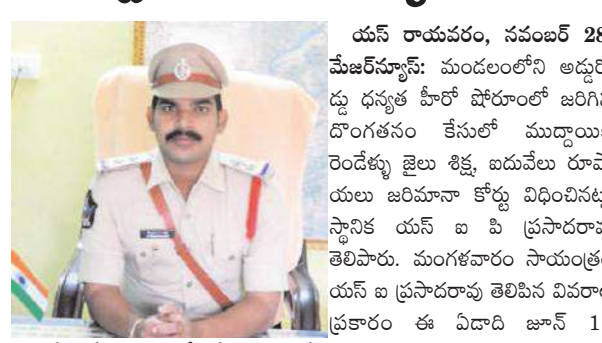 యస్ రాయవరం, నవంబర్ 28
మేజర్‌న్యూస్: మండలంలోని అడ్డురో
డ్డు ధన్యత హీరో షోరూంలో జరిగిన
దొంగతనం కేసులో ముద్దాయికి
రెండేళ్ళు జైలు శిక్ష, ఐదువేలు రూపా
యలు జరిమానా కోర్టు విధించినట్లు
స్థానిక యస్ ఐ పి ప్రసాదరావు
తెలిపారు. మంగళవారం సాయంత్రం
యస్ ఐ ప్రసాదరావు తెలిపిన వివరాల
ప్రకారం ఈ ఏడాది జూన్ 1